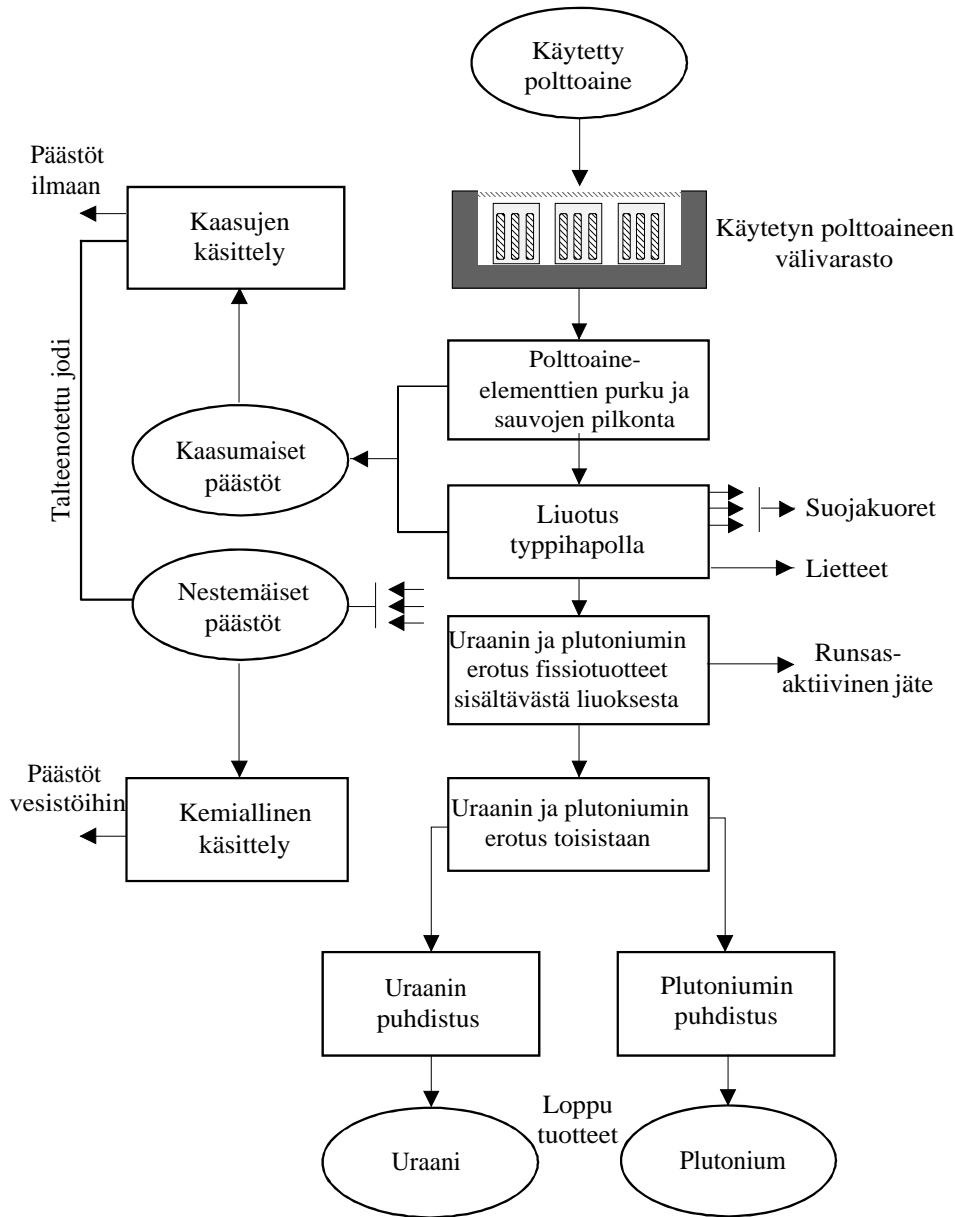 Käytetty
polttoaine
Päästöt
ilmaan
Kaasujen
käsittely
Käytetyn polttoaineen
välivarasto
Talteenotettu jodi
Polttoaine-
elementtien purku ja
sauvojen pilkonta
Kaasumaiset
päästöt
Liuotus
typpihapolla
Suojakuoret
Lietteet
Nestemäiset
päästöt
Uraanin ja plutoniumin
erotus fissiotuotteet
sisältävästä liuoksesta
Runsas-
aktiivinen jäte
Päästöt
vesistöihin
Kemiallinen
käsittely
Uraanin ja plutoniumin
erotus toisistaan
Uraanin
puhdistus
Plutoniumin
puhdistus
Loppu
tuotteet
Uraani
Plutonium